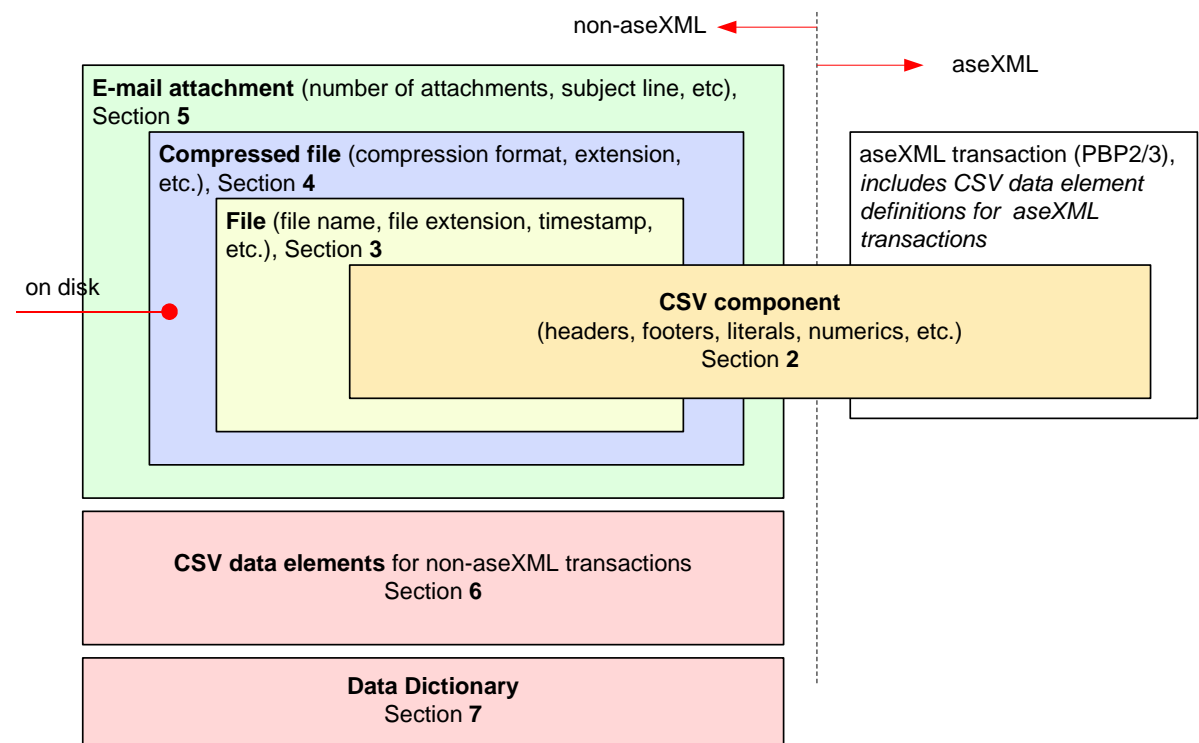 non-aseXML
aseXML
E-mail attachment (number of attachments, subject line, etc),
Section 5
Compressed file (compression format, extension,
etc.), Section 4
File (file name, file extension, timestamp,
etc.), Section 3
on disk
aseXML transaction (PBP2/3),
includes CSV data element
definitions for aseXML
transactions
CSV component
(headers, footers, literals, numerics, etc.)
Section 2
CSV data elements for non-aseXML transactions
Section 6
Data Dictionary
Section 7